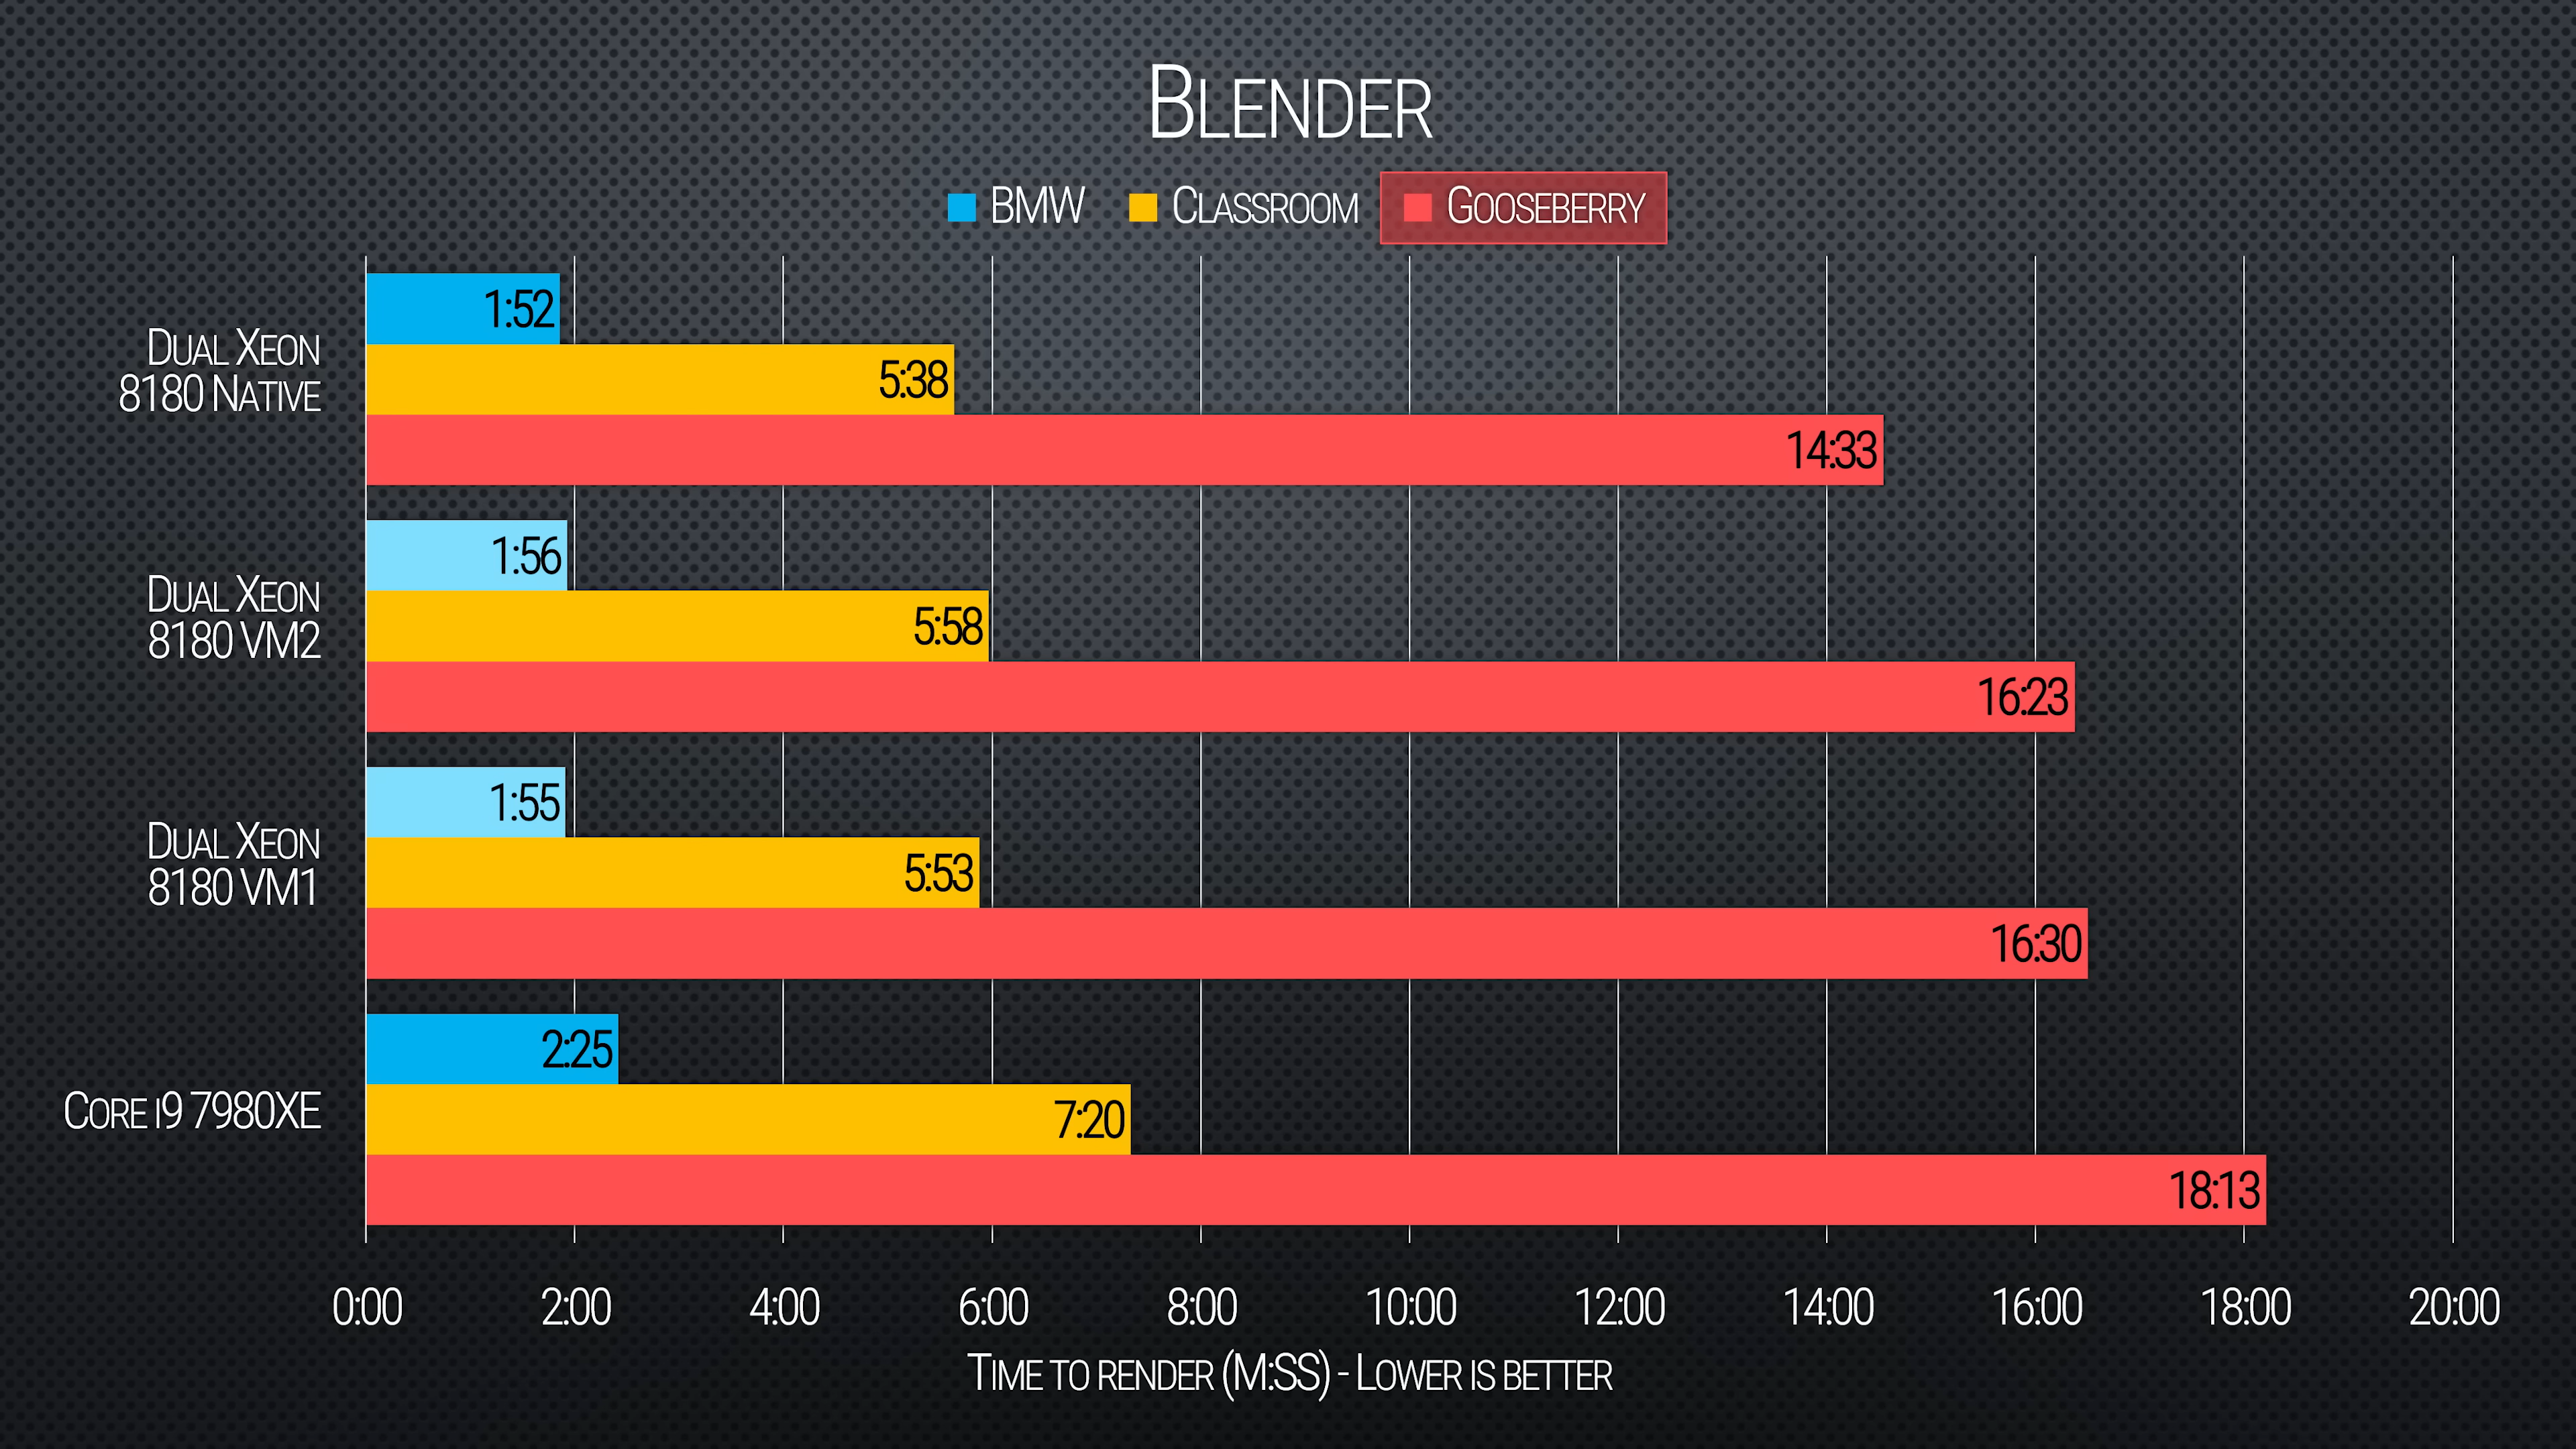 Blender
BMW Classroom Gooseberry
Dual Xeon
8180 Native
1:52
5:38
14:33
Dual Xeon
8180 VM2
1:56
5:58
16:23
Dual Xeon
8180 VM1
1:55
5:53
16:30
Core i9 7980XE
2:25
7:20
18:13
0:00 2:00 4:00 6:00 8:00 10:00 12:00 14:00 16:00 18:00 20:00
Time to render (M:SS) - Lower is better